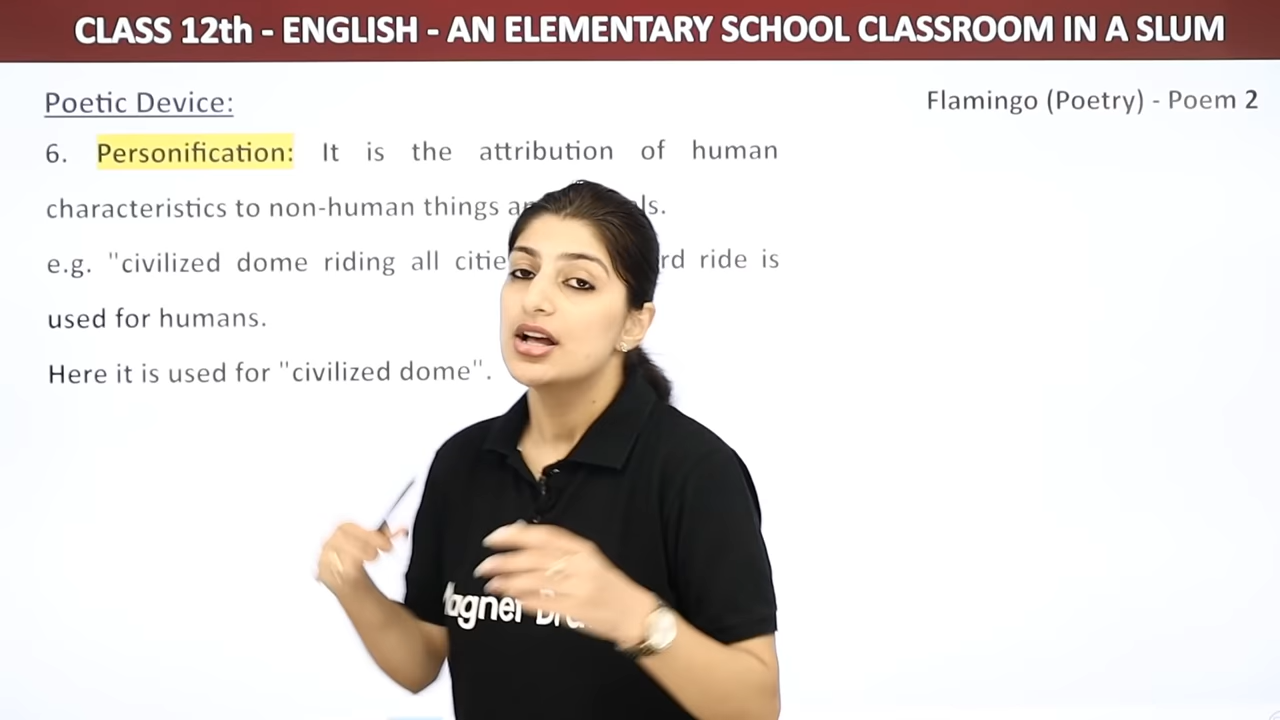 CLASS 12th - ENGLISH - AN ELEMENTARY SCHOOL CLASSROOM IN A SLUM
Poetic Device:
Flamingo (Poetry) - Poem 2
6. Personification: It is the attribution of human
characteristics to non-human things
e.g. "civilized dome riding all ride is
used for humans.
Here it is used for "civilized dome".